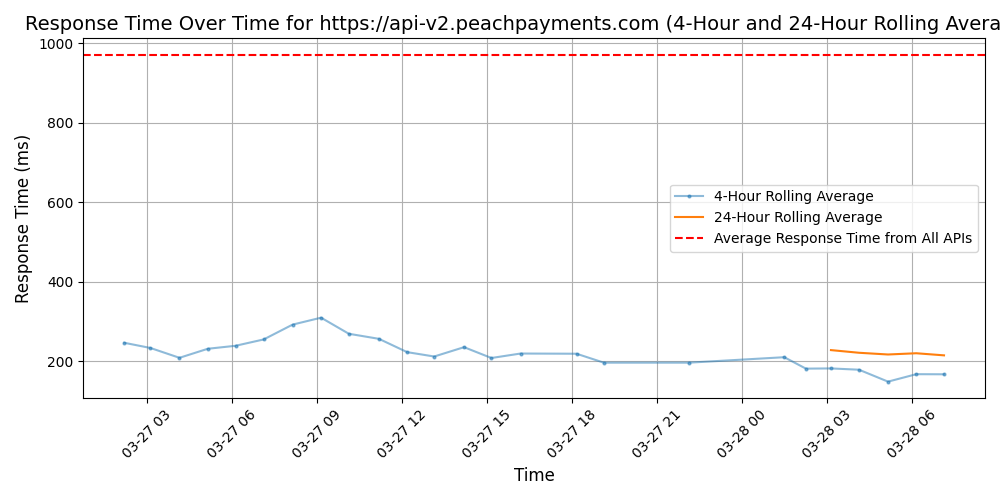 Response Time Over Time for https://api-v2.peachpayments.com (4-Hour and 24-Hour Rolling Avera
1000
800
600
400
200
Response Time (ms)
4-Hour Rolling Average
24-Hour Rolling Average
Average Response Time from All APIs
03-27 03
03-27 06
03-27 09
03-27 12
03-27 15
03-27 18
03-27 21
03-28 00
03-28 03
03-28 06
Time